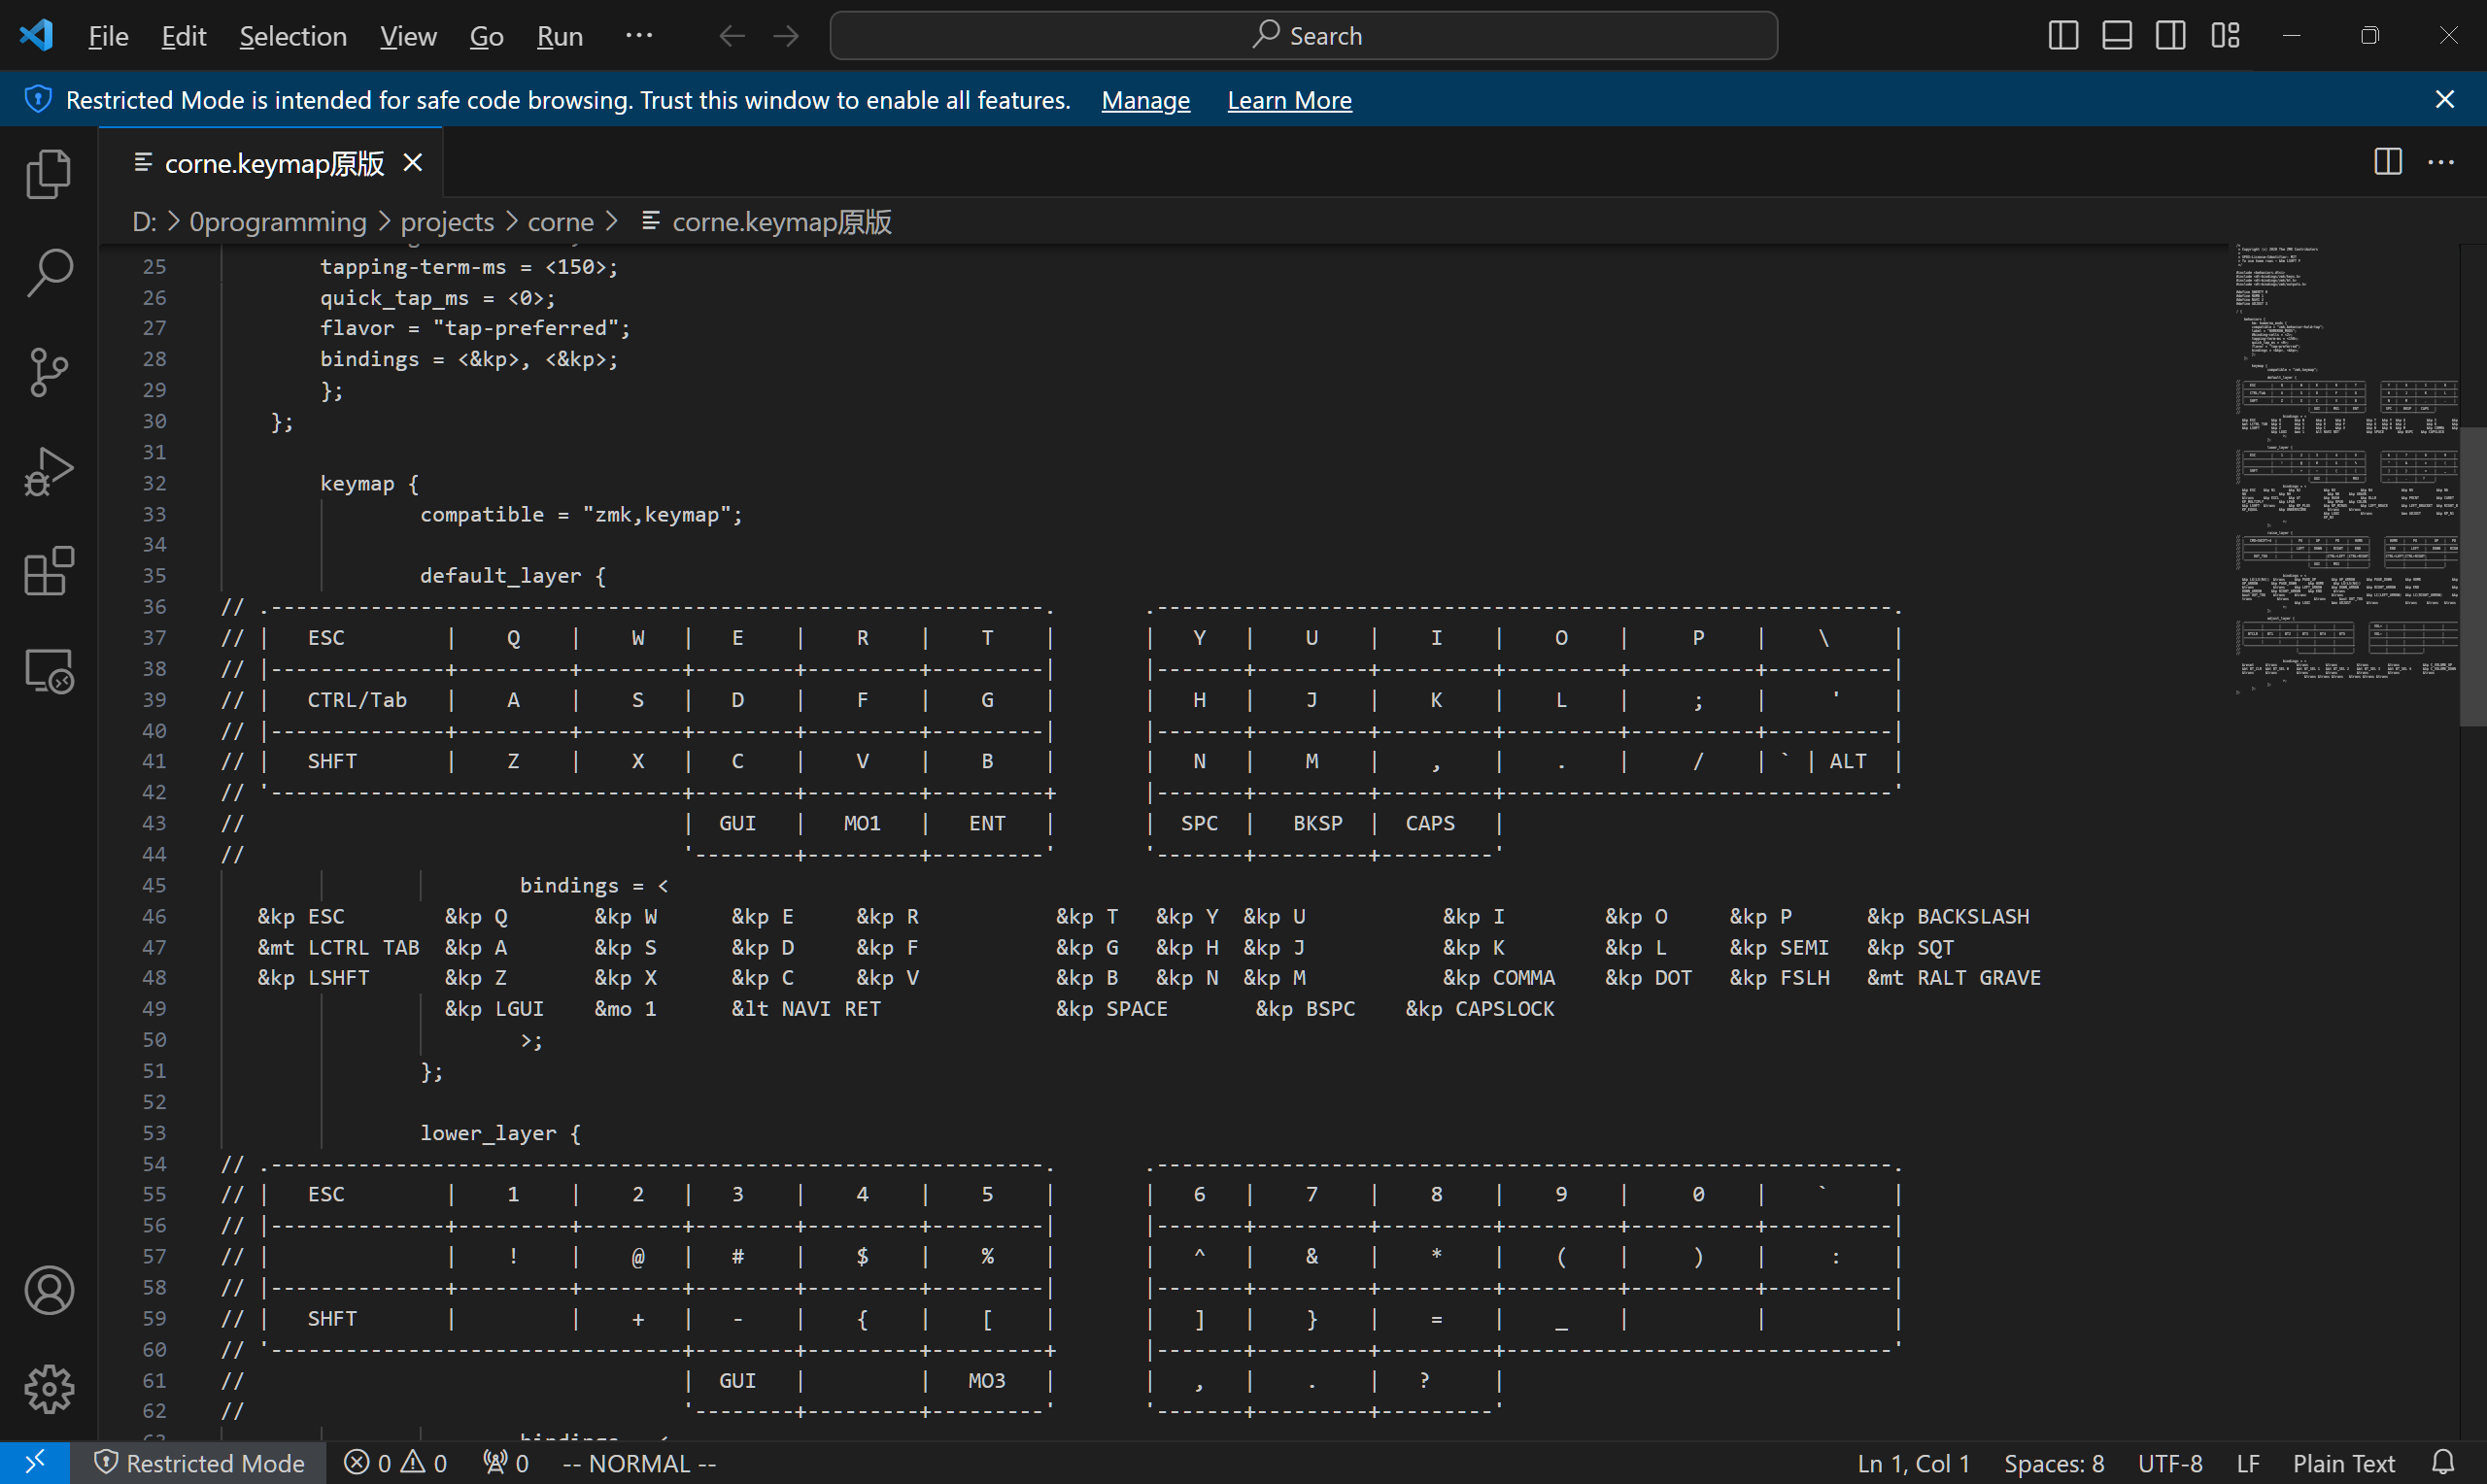 File Edit Selection View Go Run ··· Search
Restricted Mode is intended for safe code browsing. Trust this window to enable all features. Manage Learn More
corne.keymap原版
D: > 0programming > projects > corne > corne.keymap原版
25 tapping-term-ms = <150>;
26 quick_tap_ms = <0>;
27 flavor = "tap-preferred";
28 bindings = <&kp>, <&kp>;
29 };
30 };
31
32 keymap {
33 compatible = "zmk,keymap";
34
35 default_layer {
36 // .--------------------------------------------------------------. .-----------------------------------------------------------.
37 // | ESC | Q | W | E | R | T | | Y | U | I | O | P | \ |
38 // |--------------+---------+--------+--------+---------+---------| |-------+---------+---------+---------+----------+----------|
39 // | CTRL/Tab | A | S | D | F | G | | H | J | K | L | ; | ' |
40 // |--------------+---------+--------+--------+---------+---------| |-------+---------+---------+---------+----------+----------|
41 // | SHFT | Z | X | C | V | B | | N | M | , | . | / | ` | ALT |
42 // '---------------------------------+--------+---------+---------+ |-------+---------+---------+-------------------------------'
43 // | GUI | MO1 | ENT | | SPC | BKSP | CAPS |
44 // '--------+---------+---------' '-------+---------+---------'
45 bindings = <
46 &kp ESC &kp Q &kp W &kp E &kp R &kp T &kp Y &kp U &kp I &kp O &kp P &kp BACKSLASH
47 &mt LCTRL TAB &kp A &kp S &kp D &kp F &kp G &kp H &kp J &kp K &kp L &kp SEMI &kp SQT
48 &kp LSHFT &kp Z &kp X &kp C &kp V &kp B &kp N &kp M &kp COMMA &kp DOT &kp FSLH &mt RALT GRAVE
49 &kp LGUI &mo 1 &lt NAVI RET &kp SPACE &kp BSPC &kp CAPSLOCK
50 >;
51 };
52
53 lower_layer {
54 // .--------------------------------------------------------------. .-----------------------------------------------------------.
55 // | ESC | 1 | 2 | 3 | 4 | 5 | | 6 | 7 | 8 | 9 | 0 | ` |
56 // |--------------+---------+--------+--------+---------+---------| |-------+---------+---------+---------+----------+----------|
57 // | | ! | @ | # | $ | % | | ^ | & | * | ( | ) | : |
58 // |--------------+---------+--------+--------+---------+---------| |-------+---------+---------+---------+----------+----------|
59 // | SHFT | | + | - | { | [ | | ] | } | = | _ | | |
60 // '---------------------------------+--------+---------+---------+ |-------+---------+---------+-------------------------------'
61 // | GUI | | MO3 | | , | . | ? |
62 // '--------+---------+---------' '-------+---------+---------'
Restricted Mode 0 0 0 -- NORMAL -- Ln 1, Col 1 Spaces: 8 UTF-8 LF Plain Text